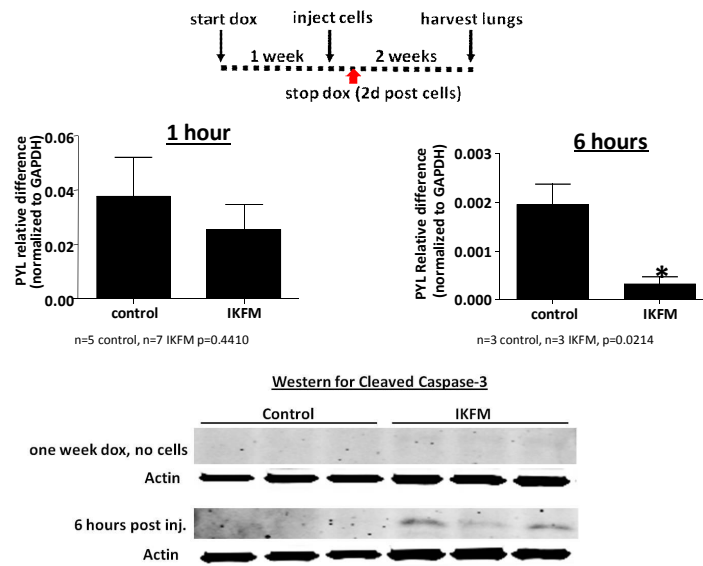 start dox
inject cells
harvest lungs
1 week
2 weeks
stop dox (2d post cells)
1 hour
PYL relative difference
(normalized to GAPDH)
0.06
0.04
0.02
0.00
control
IKFM
n=5 control, n=7 IKFM p=0.4410
6 hours
PYL Relative difference
(normalized to GAPDH)
0.003
0.002
0.001
0.000
*
control
IKFM
n=3 control, n=3 IKFM, p=0.0214
Western for Cleaved Caspase-3
Control
IKFM
one week dox, no cells
Actin
6 hours post inj.
Actin